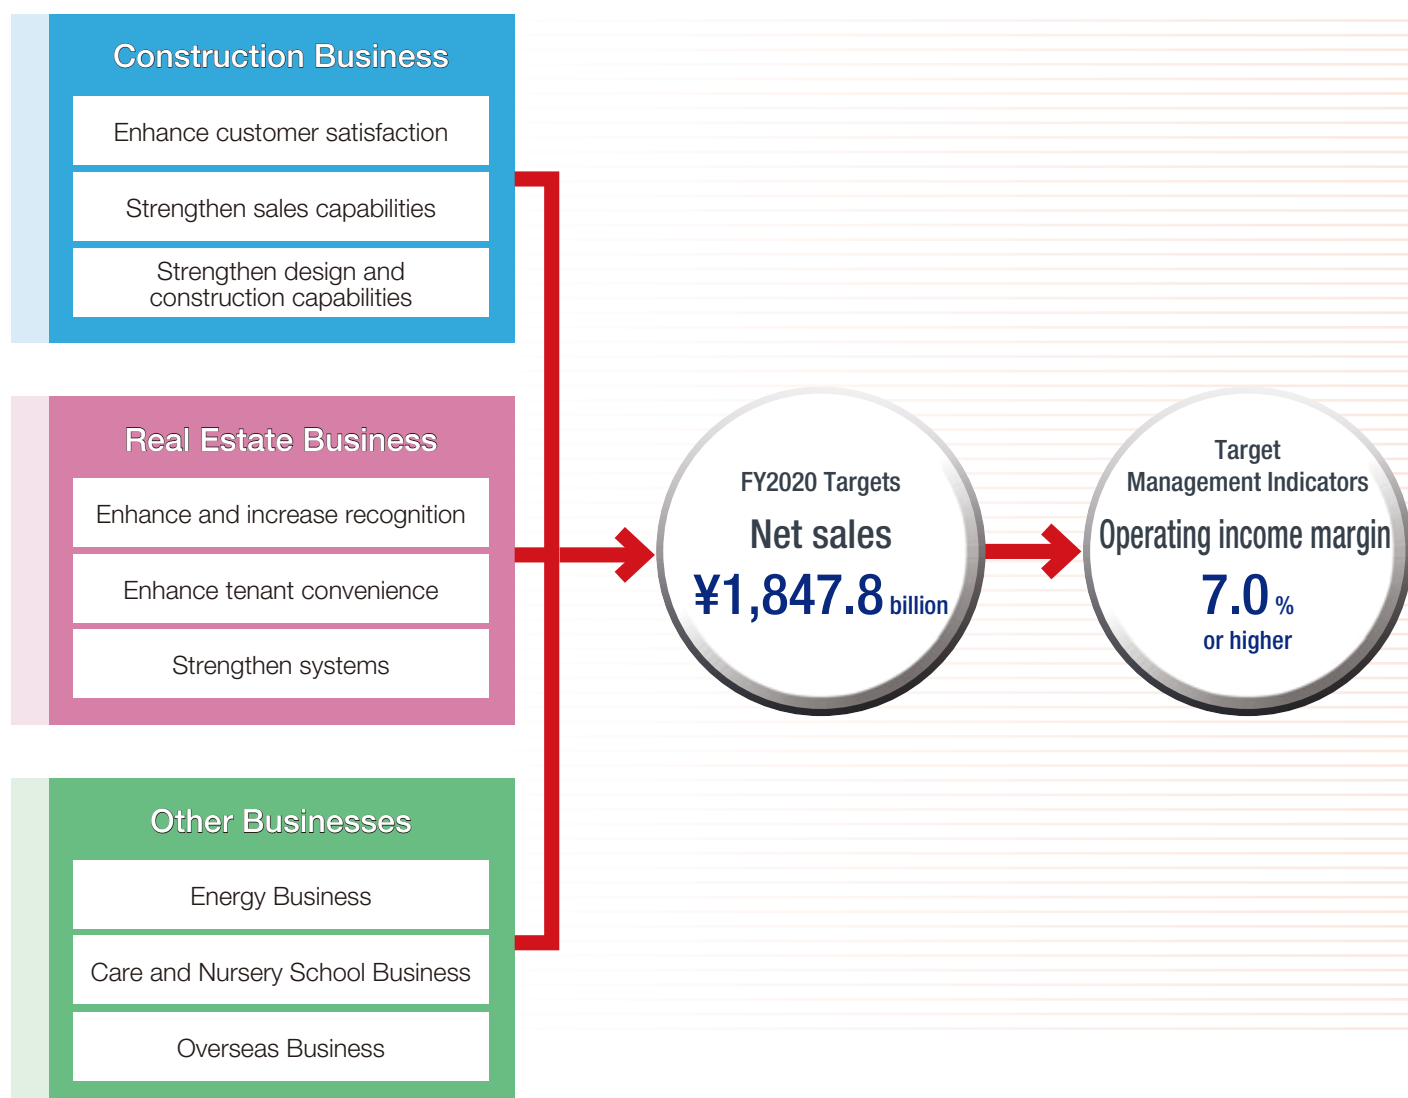 Construction Business
Enhance customer satisfaction
Strengthen sales capabilities
Strengthen design and
construction capabilities
Real Estate Business
Enhance and increase recognition
Enhance tenant convenience
Strengthen systems
Other Businesses
Energy Business
Care and Nursery School Business
Overseas Business
FY2020 Targets
Net sales
¥1,847.8 billion
Target
Management Indicators
Operating income margin
7.0 %
or higher